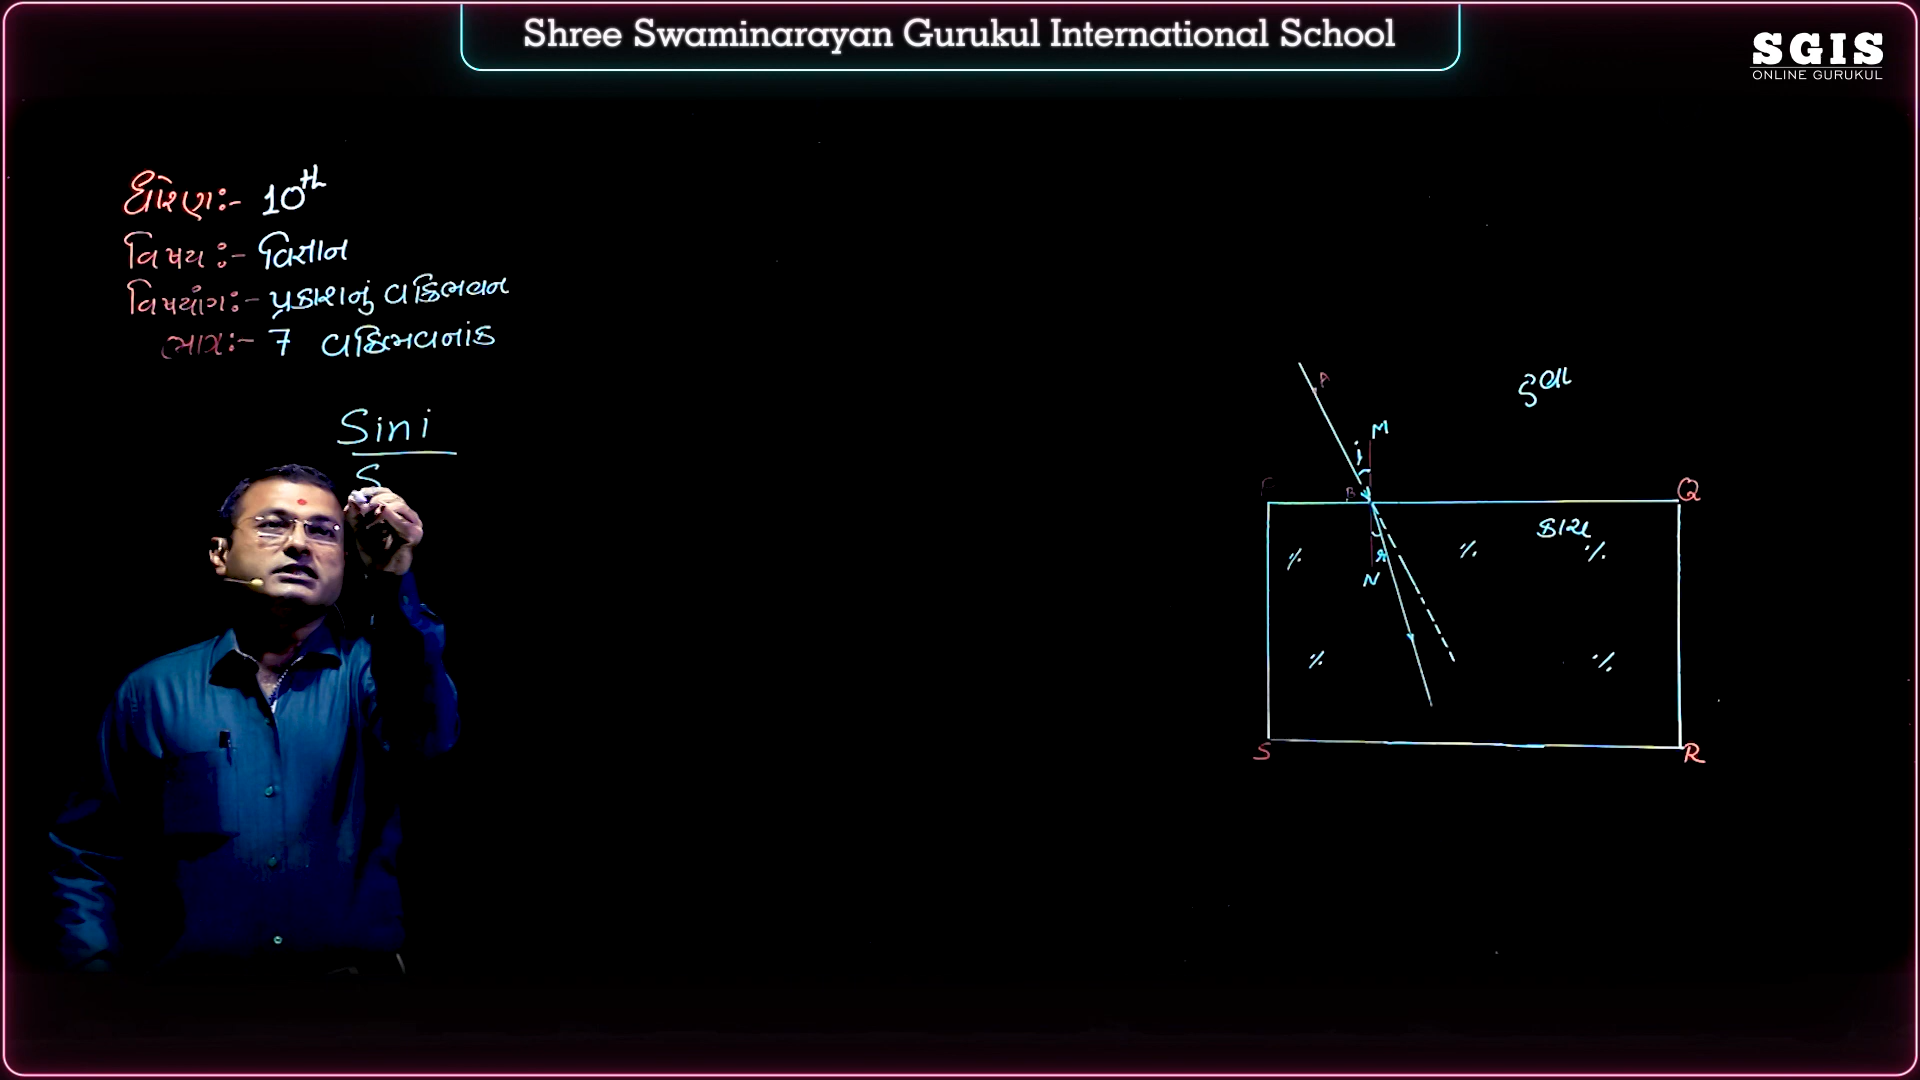 Shree Swaminarayan Gurukul International School
SGIS
ONLINE GURUKUL
ધોરણઃ- 10th
વિષયઃ- વિજ્ઞાન
વિષયાંગઃ- પ્રકાશનું વક્રિભવન
ભાગઃ- 7 વક્રિભવનાંક
Sini
S
A
હવા
M
i
P
B
Q
કાચ
r
N
S
R